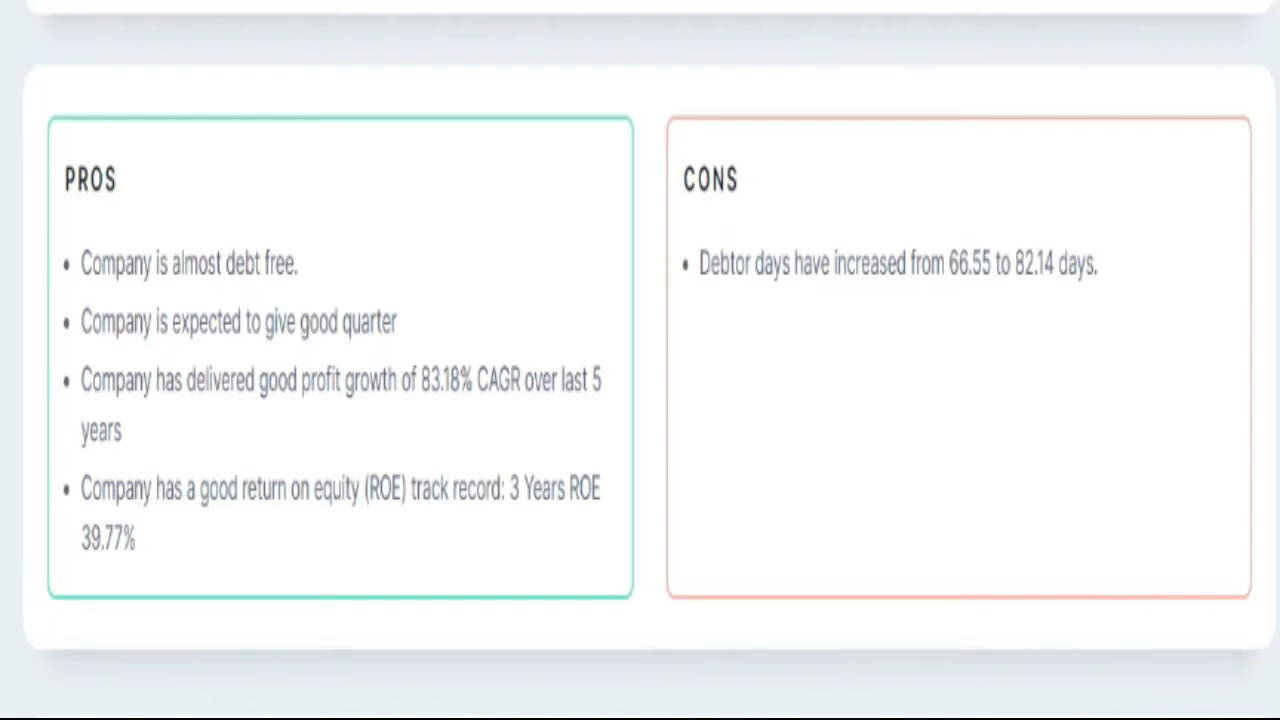 PROS
• Company is almost debt free.
• Company is expected to give good quarter
• Company has delivered good profit growth of 83.18% CAGR over last 5
years
• Company has a good return on equity (ROE) track record: 3 Years ROE
39.77%
CONS
• Debtor days have increased from 66.55 to 82.14 days.